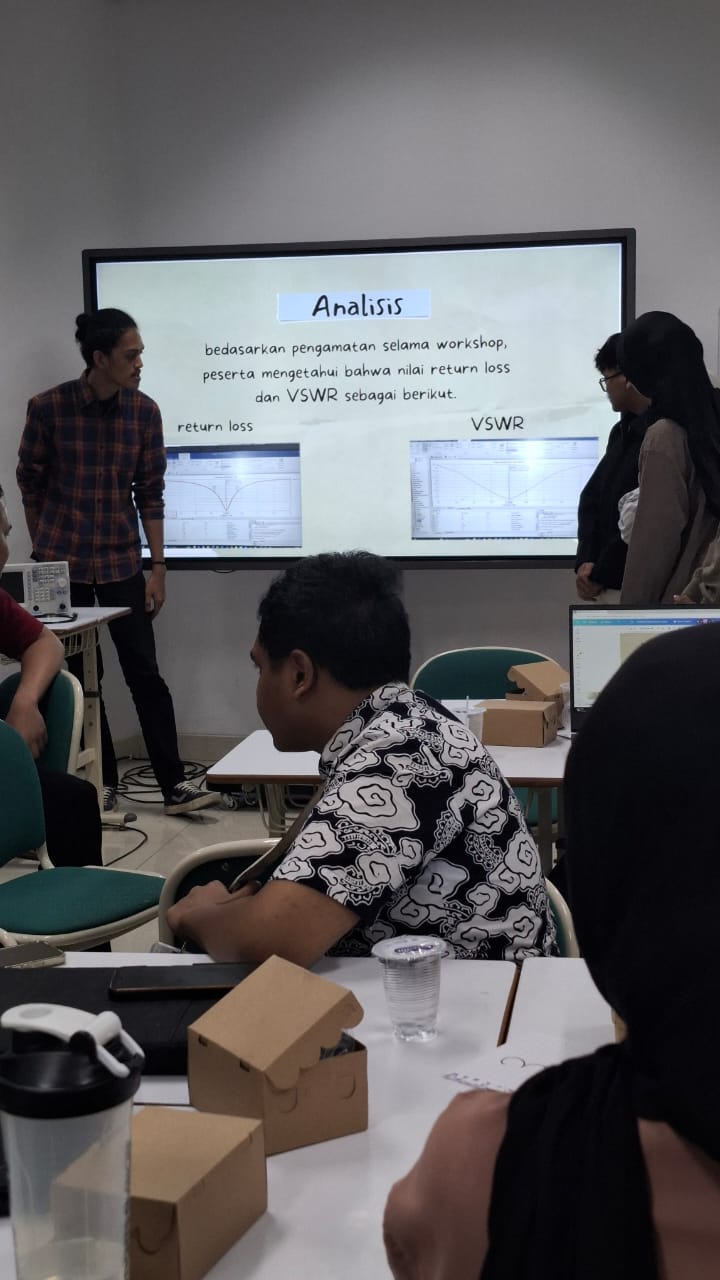 Analisis
bedasarkan pengamatan selama workshop,
peserta mengetahui bahwa nilai return loss
dan VSWR sebagai berikut.
return loss
VSWR